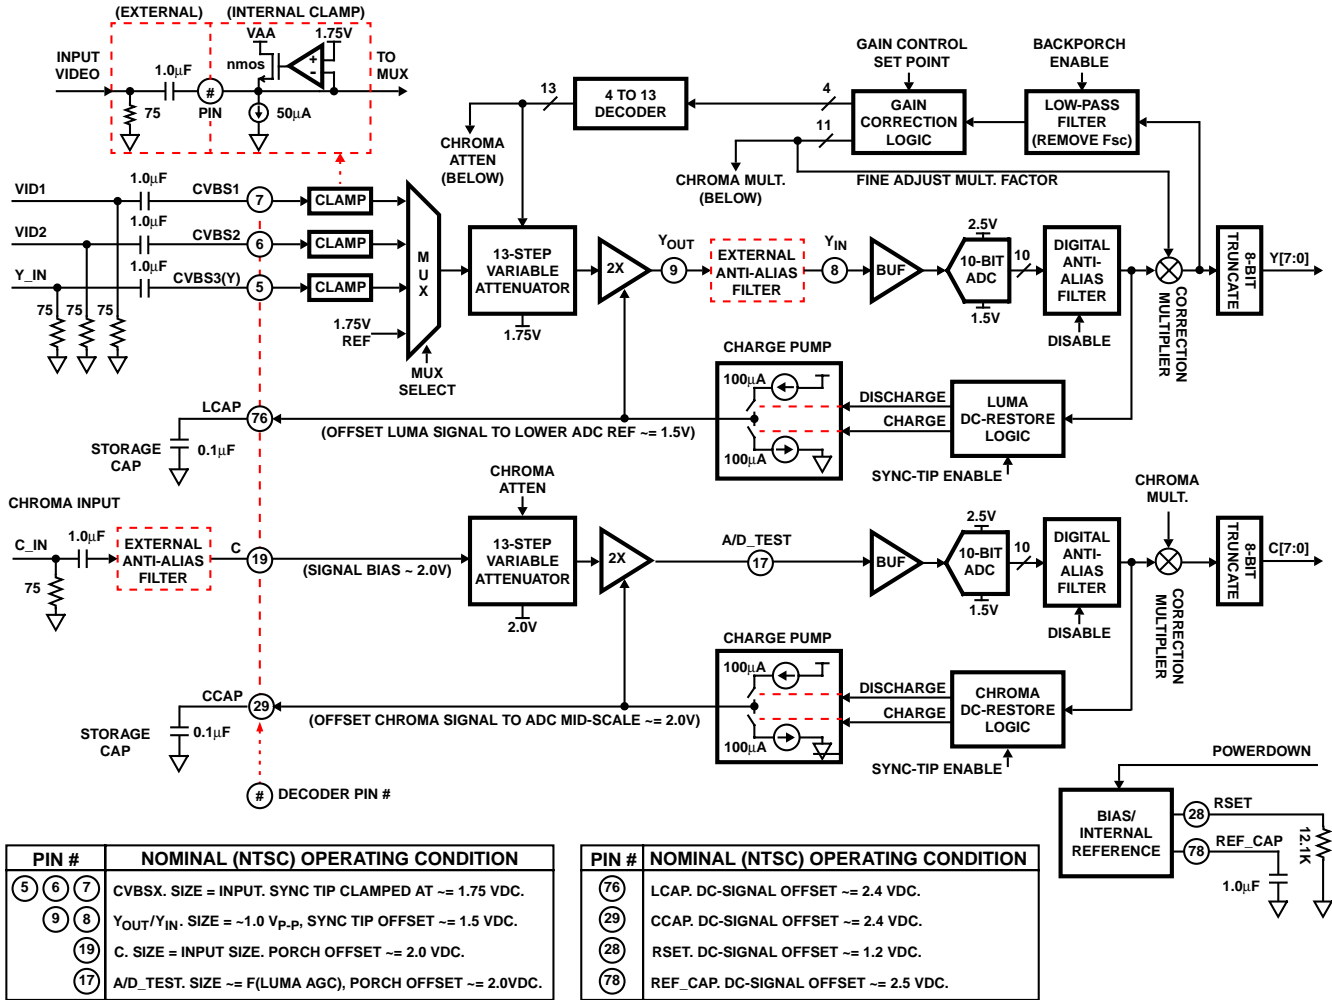 (EXTERNAL)
(INTERNAL CLAMP)
VAA
1.75V
INPUT
VIDEO
1.0µF
#
PIN
nmos
+
-
TO
MUX
75
50µA
GAIN CONTROL
SET POINT
BACKPORCH
ENABLE
13
4 TO 13
DECODER
4
GAIN
CORRECTION
LOGIC
LOW-PASS
FILTER
(REMOVE Fsc)
CHROMA
ATTEN
(BELOW)
11
CHROMA MULT.
(BELOW)
FINE ADJUST MULT. FACTOR
VID1
1.0µF
CVBS1
7
CLAMP
VID2
1.0µF
CVBS2
6
CLAMP
Y_IN
1.0µF
CVBS3(Y)
5
CLAMP
75
75
75
1.75V
REF
MUX
MUX
SELECT
13-STEP
VARIABLE
ATTENUATOR
1.75V
2X
YOUT
9
EXTERNAL
ANTI-ALIAS
FILTER
YIN
8
BUF
2.5V
10-BIT
ADC
1.5V
10
DIGITAL
ANTI-
ALIAS
FILTER
DISABLE
CORRECTION
MULTIPLIER
8-BIT
TRUNCATE
Y[7:0]
CHARGE PUMP
100µA
100µA
DISCHARGE
CHARGE
LUMA
DC-RESTORE
LOGIC
SYNC-TIP ENABLE
LCAP
76
(OFFSET LUMA SIGNAL TO LOWER ADC REF ~= 1.5V)
STORAGE
CAP
0.1µF
CHROMA INPUT
C_IN
1.0µF
75
EXTERNAL
ANTI-ALIAS
FILTER
C
19
(SIGNAL BIAS ~ 2.0V)
CHROMA
ATTEN
13-STEP
VARIABLE
ATTENUATOR
2.0V
2X
A/D_TEST
17
BUF
2.5V
10-BIT
ADC
1.5V
10
DIGITAL
ANTI-
ALIAS
FILTER
DISABLE
CHROMA
MULT.
CORRECTION
MULTIPLIER
8-BIT
TRUNCATE
C[7:0]
CHARGE PUMP
100µA
100µA
DISCHARGE
CHARGE
CHROMA
DC-RESTORE
LOGIC
SYNC-TIP ENABLE
CCAP
29
(OFFSET CHROMA SIGNAL TO ADC MID-SCALE ~= 2.0V)
STORAGE
CAP
0.1µF
# DECODER PIN #
POWERDOWN
BIAS/
INTERNAL
REFERENCE
28
RSET
78
REF_CAP
12.1K
1.0µF
PIN # NOMINAL (NTSC) OPERATING CONDITION
5 6 7 CVBSX. SIZE = INPUT. SYNC TIP CLAMPED AT ~= 1.75 VDC.
9 8 YOUT/YIN. SIZE = ~1.0 VP-P, SYNC TIP OFFSET ~= 1.5 VDC.
19 C. SIZE = INPUT SIZE. PORCH OFFSET ~= 2.0 VDC.
17 A/D_TEST. SIZE ~= F(LUMA AGC), PORCH OFFSET ~= 2.0VDC.
PIN # NOMINAL (NTSC) OPERATING CONDITION
76 LCAP. DC-SIGNAL OFFSET ~= 2.4 VDC.
29 CCAP. DC-SIGNAL OFFSET ~= 2.4 VDC.
28 RSET. DC-SIGNAL OFFSET ~= 1.2 VDC.
78 REF_CAP. DC-SIGNAL OFFSET ~= 2.5 VDC.